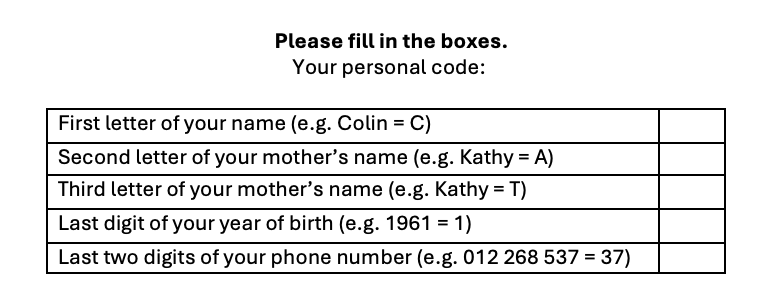 Please fill in the boxes.
Your personal code:
First letter of your name (e.g. Colin = C)
Second letter of your mother’s name (e.g. Kathy = A)
Third letter of your mother’s name (e.g. Kathy = T)
Last digit of your year of birth (e.g. 1961 = 1)
Last two digits of your phone number (e.g. 012 268 537 = 37)